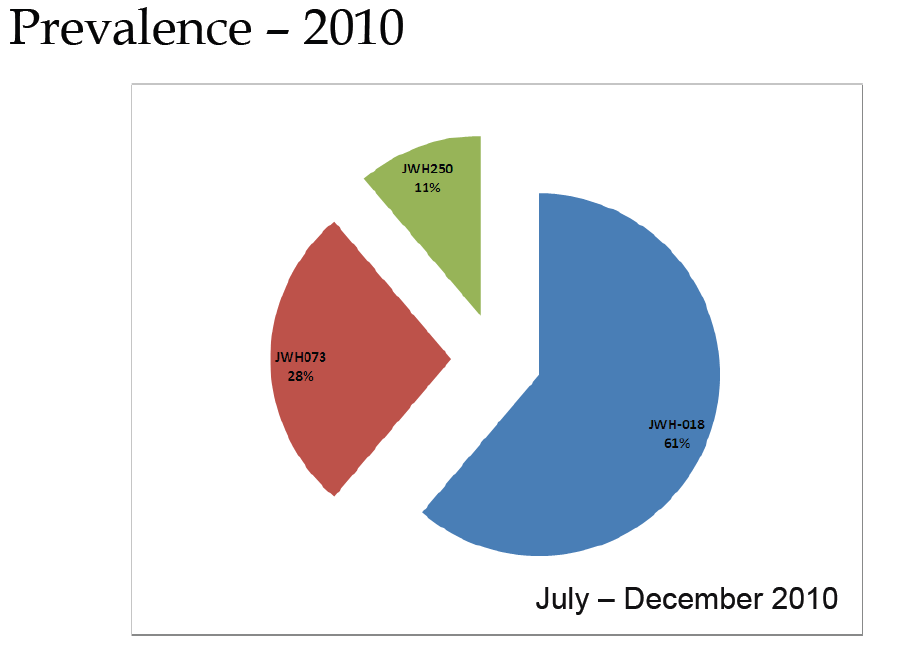 Prevalence – 2010
JWH250
11%
JWH073
28%
JWH-018
61%
July – December 2010